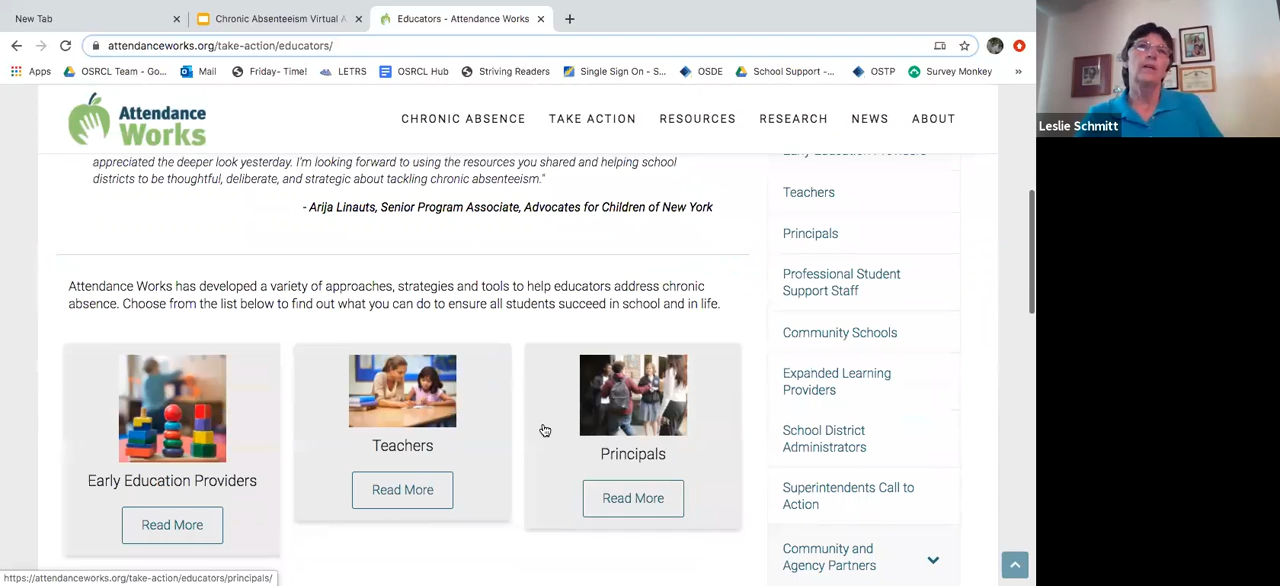 New Tab
Chronic Absenteeism Virtual A
Educators - Attendance Works
attendanceworks.org/take-action/educators/
Apps
OSRCL Team - Go...
Mail
Friday- Time!
LETRS
OSRCL Hub
Striving Readers
Single Sign On - S...
OSDE
School Support -...
OSTP
Survey Monkey
»
Attendance
Works
CHRONIC ABSENCE
TAKE ACTION
RESOURCES
RESEARCH
NEWS
ABOUT
appreciated the deeper look yesterday. I'm looking forward to using the resources you shared and helping school
districts to be thoughtful, deliberate, and strategic about tackling chronic absenteeism."
- Arija Linauts, Senior Program Associate, Advocates for Children of New York
Attendance Works has developed a variety of approaches, strategies and tools to help educators address chronic
absence. Choose from the list below to find out what you can do to ensure all students succeed in school and in life.
Early Education Providers
Read More
Teachers
Read More
Principals
Read More
Early Education Providers
Teachers
Principals
Professional Student
Support Staff
Community Schools
Expanded Learning
Providers
School District
Administrators
Superintendents Call to
Action
Community and
Agency Partners
https://attendanceworks.org/take-action/educators/principals/
Leslie Schmitt